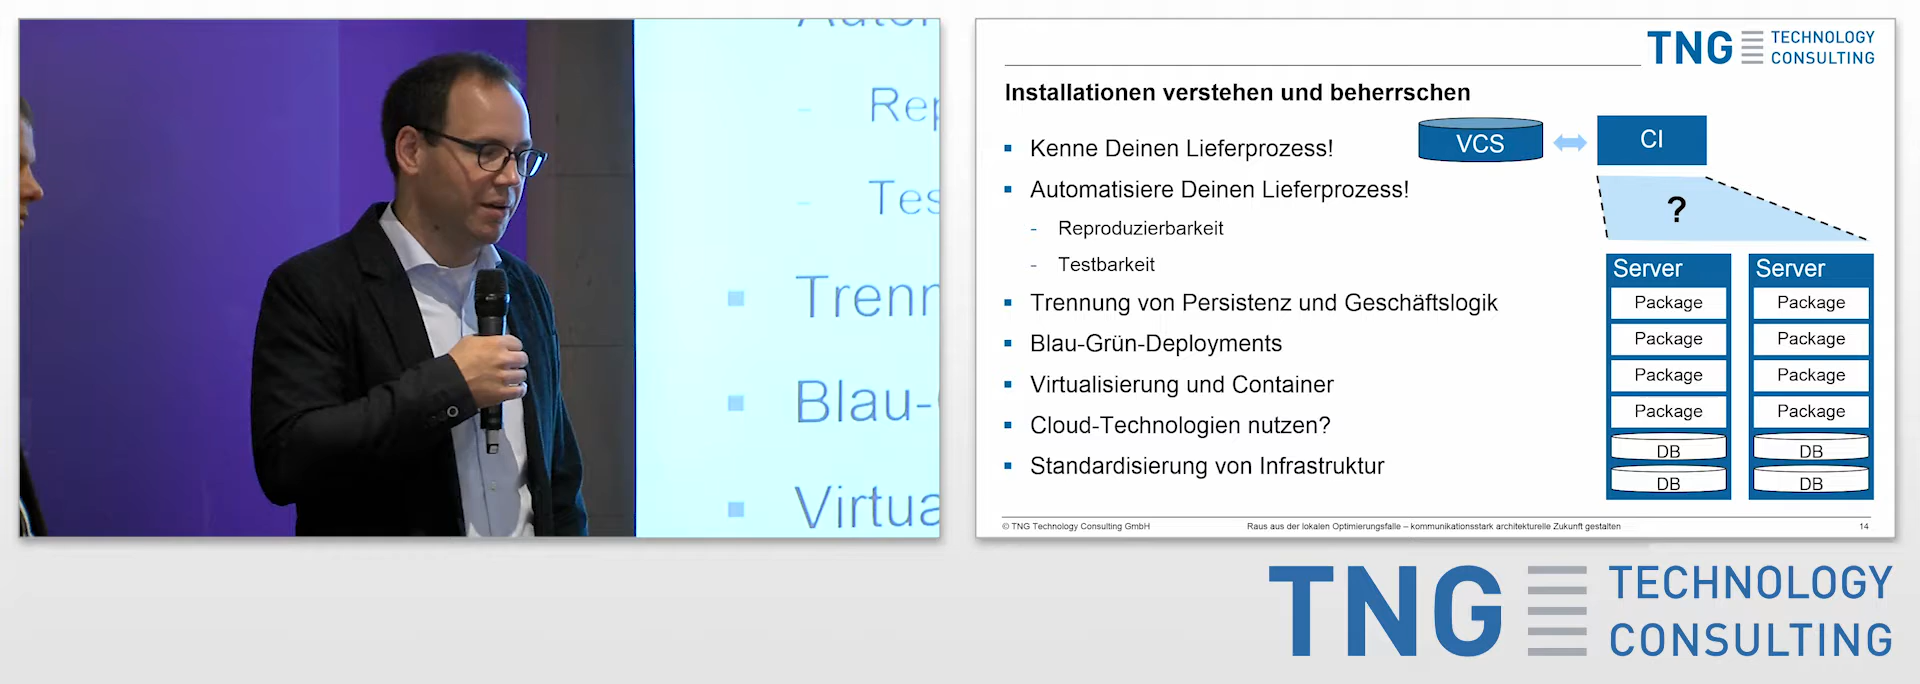 Rep
Tes
Trenn
Blau-
Virtua
TNG TECHNOLOGY
CONSULTING
Installationen verstehen und beherrschen
Kenne Deinen Lieferprozess!
Automatisiere Deinen Lieferprozess!
- Reproduzierbarkeit
- Testbarkeit
Trennung von Persistenz und Geschäftslogik
Blau-Grün-Deployments
Virtualisierung und Container
Cloud-Technologien nutzen?
Standardisierung von Infrastruktur
VCS
CI
?
Server
Package
Package
Package
Package
DB
DB
Server
Package
Package
Package
Package
DB
DB
© TNG Technology Consulting GmbH
Raus aus der lokalen Optimierungsfalle – kommunikationsstark architekturelle Zukunft gestalten
14
TNG TECHNOLOGY
CONSULTING